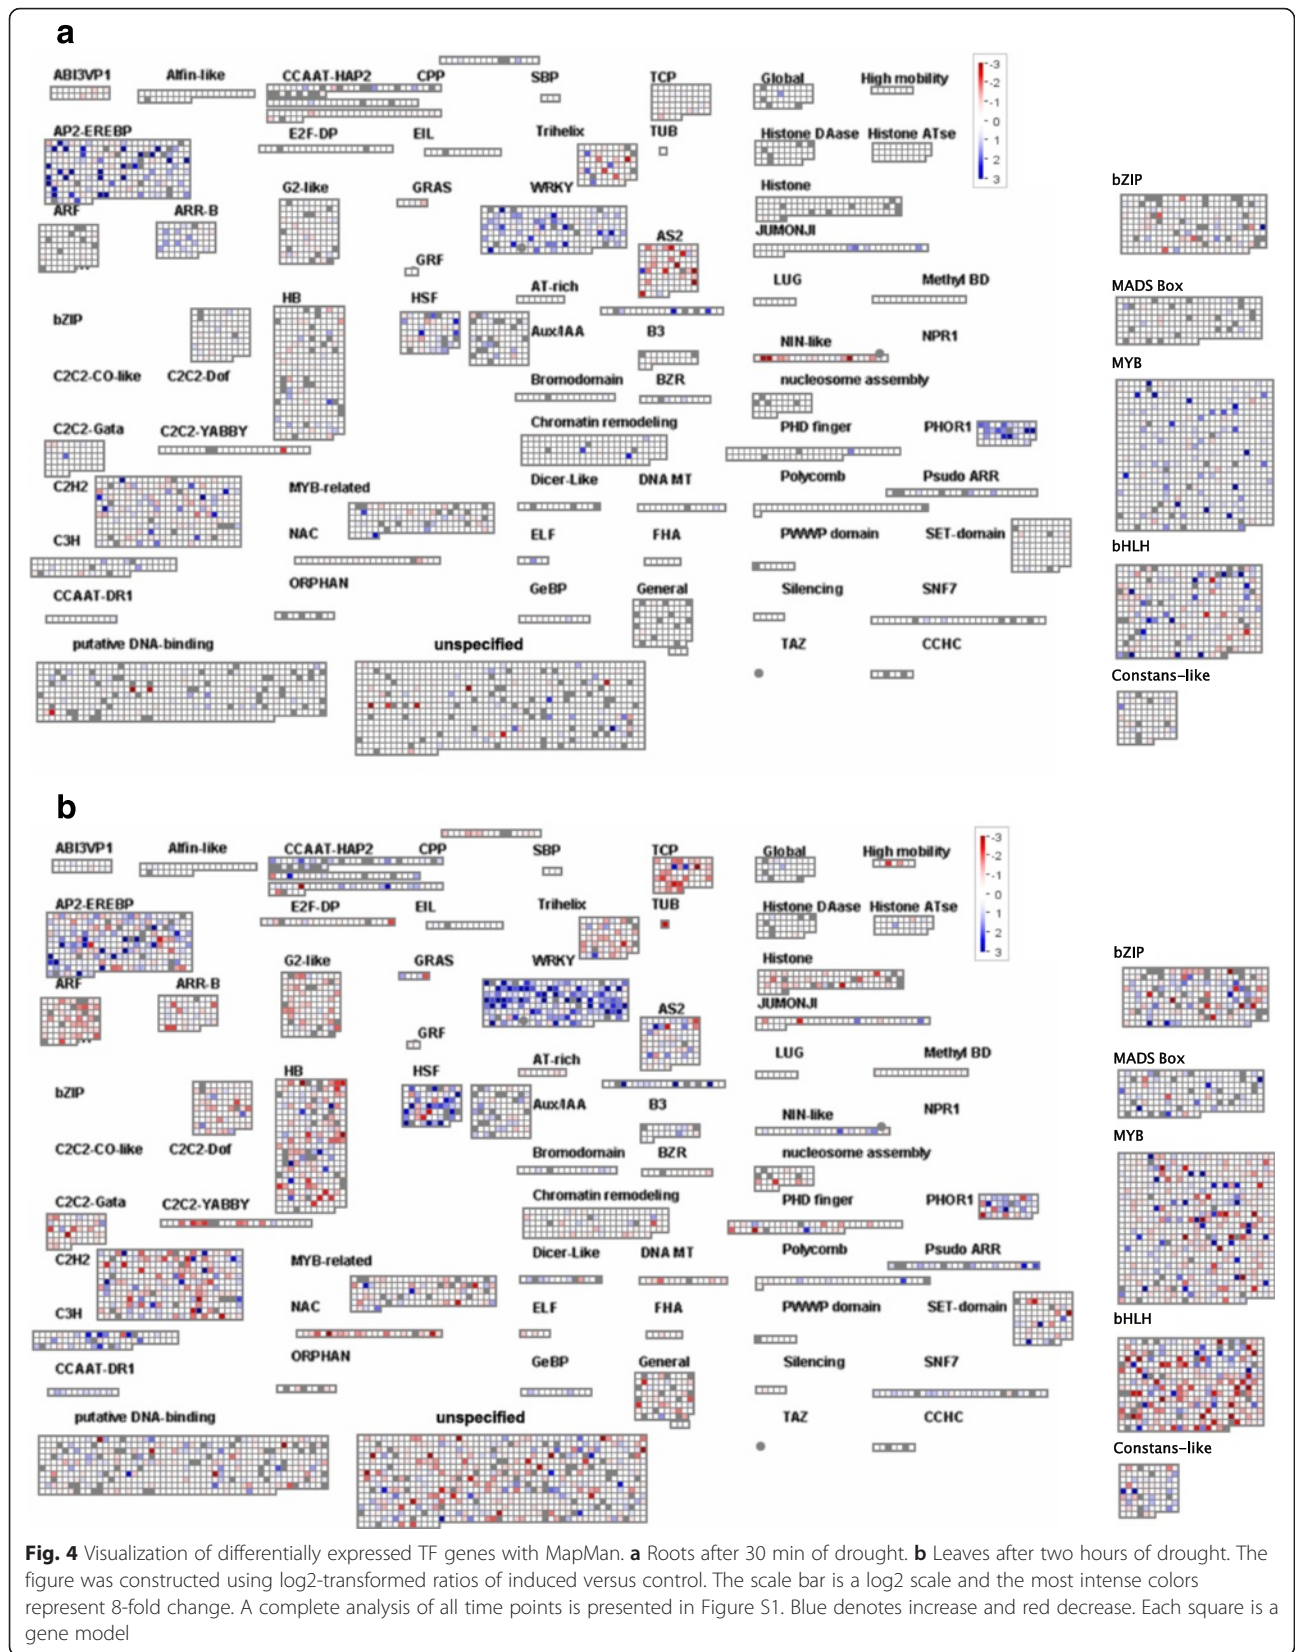 a
ABI3VP1 Alfin-like CCAAT-HAP2 CPP SBP TCP Global High mobility
-3
-2
-1
0
1
2
3
AP2-EREBP E2F-DP EIL Trihelix TUB Histone DAase Histone ATse
G2-like GRAS WRKY Histone bZIP
ARF ARR-B AS2 JUMONJI
GRF
AT-rich LUG Methyl BD MADS Box
bZIP HB HSF Aux/IAA B3 NIN-like NPR1
C2C2-CO-like C2C2-Dof Bromodomain BZR nucleosome assembly MYB
C2C2-Gata C2C2-YABBY Chromatin remodeling PHD finger PHOR1
C2H2 MYB-related Dicer-Like DNA MT Polycomb Psudo ARR
C3H NAC ELF FHA PWWP domain SET-domain bHLH
CCAAT-DR1 ORPHAN GeBP General Silencing SNF7
putative DNA-binding unspecified TAZ CCHC
Constans-like
b
ABI3VP1 Alfin-like CCAAT-HAP2 CPP SBP TCP Global High mobility
-3
-2
-1
0
1
2
3
AP2-EREBP E2F-DP EIL Trihelix TUB Histone DAase Histone ATse
G2-like GRAS WRKY Histone bZIP
ARF ARR-B AS2 JUMONJI
GRF
AT-rich LUG Methyl BD MADS Box
bZIP HB HSF Aux/IAA B3 NIN-like NPR1
C2C2-CO-like C2C2-Dof Bromodomain BZR nucleosome assembly MYB
C2C2-Gata C2C2-YABBY Chromatin remodeling PHD finger PHOR1
C2H2 MYB-related Dicer-Like DNA MT Polycomb Psudo ARR
C3H NAC ELF FHA PWWP domain SET-domain bHLH
CCAAT-DR1 ORPHAN GeBP General Silencing SNF7
putative DNA-binding unspecified TAZ CCHC
Constans-like
Fig. 4 Visualization of differentially expressed TF genes with MapMan. a Roots after 30 min of drought. b Leaves after two hours of drought. The
figure was constructed using log2-transformed ratios of induced versus control. The scale bar is a log2 scale and the most intense colors
represent 8-fold change. A complete analysis of all time points is presented in Figure S1. Blue denotes increase and red decrease. Each square is a
gene model